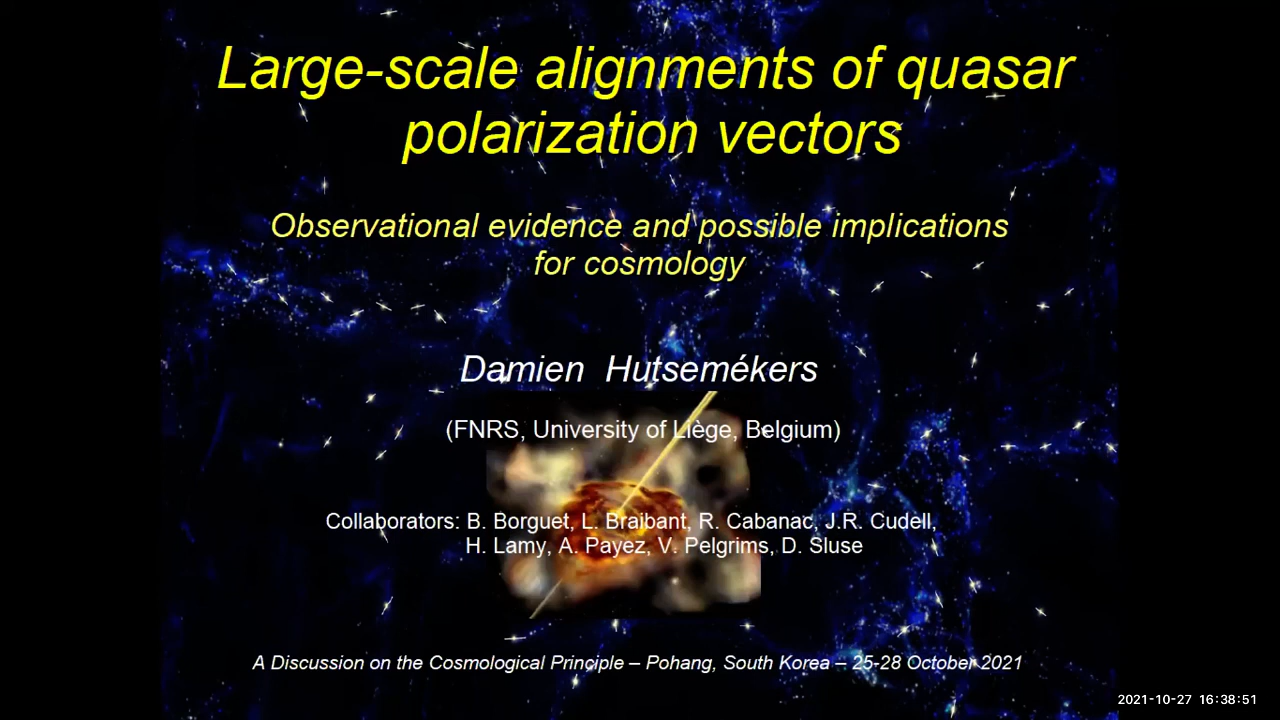 Large-scale alignments of quasar
polarization vectors
Observational evidence and possible implications
for cosmology
Damien Hutsemékers
(FNRS, University of Liège, Belgium)
Collaborators: B. Borguet, L. Braibant, R. Cabanac, J.R. Cudell,
H. Lamy, A. Payez, V. Pelgrims, D. Sluse
A Discussion on the Cosmological Principle – Pohang, South Korea – 25-28 October 2021
2021-10-27 16:38:51